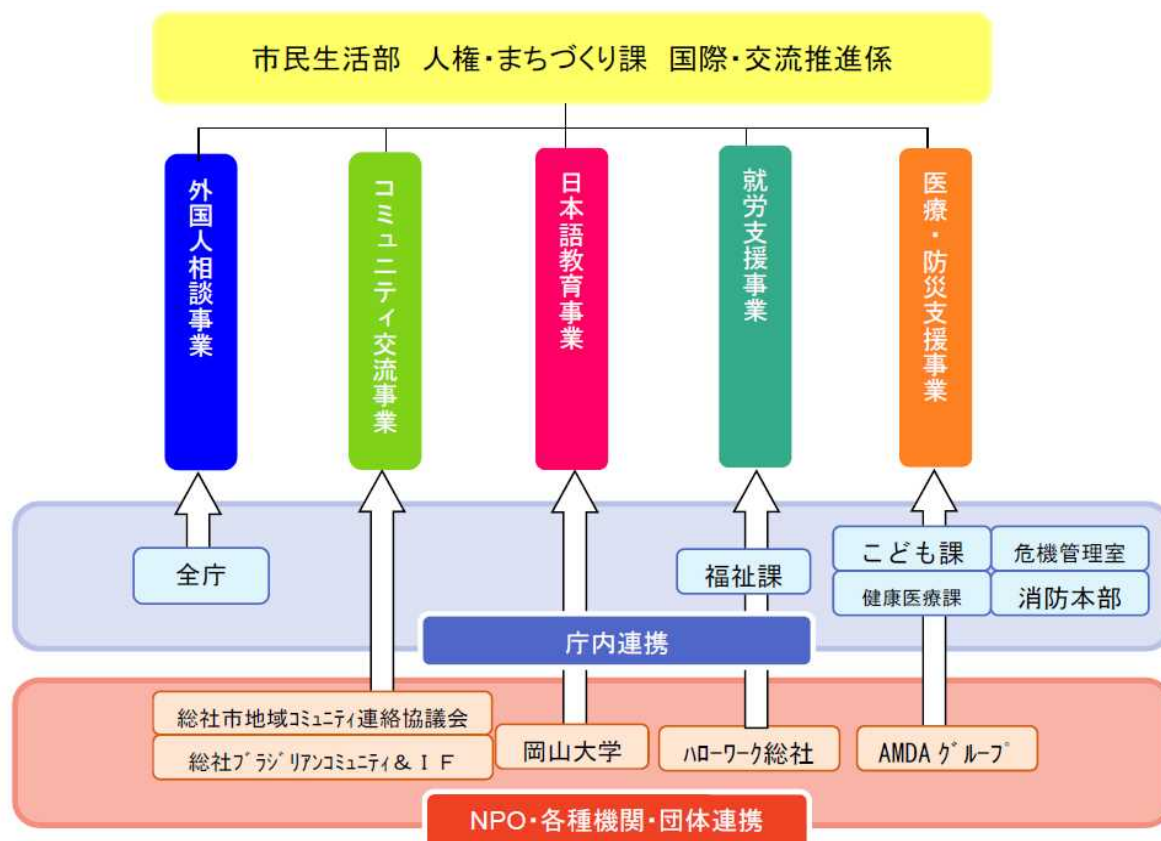 市民生活部 人権・まちづくり課 国際・交流推進係
外国人相談事業
コミュニティ交流事業
日本語教育事業
就労支援事業
医療・防災支援事業
全庁
福祉課
こども課
危機管理室
健康医療課
消防本部
庁内連携
総社市地域ｺﾐｭﾆﾃｨ連絡協議会
総社ﾌﾞﾗｼﾞﾘｱﾝｺﾐｭﾆﾃｨ＆ＩＦ
岡山大学
ﾊﾛｰﾜｰｸ総社
AMDAｸﾞﾙｰﾌﾟ
NPO・各種機関・団体連携